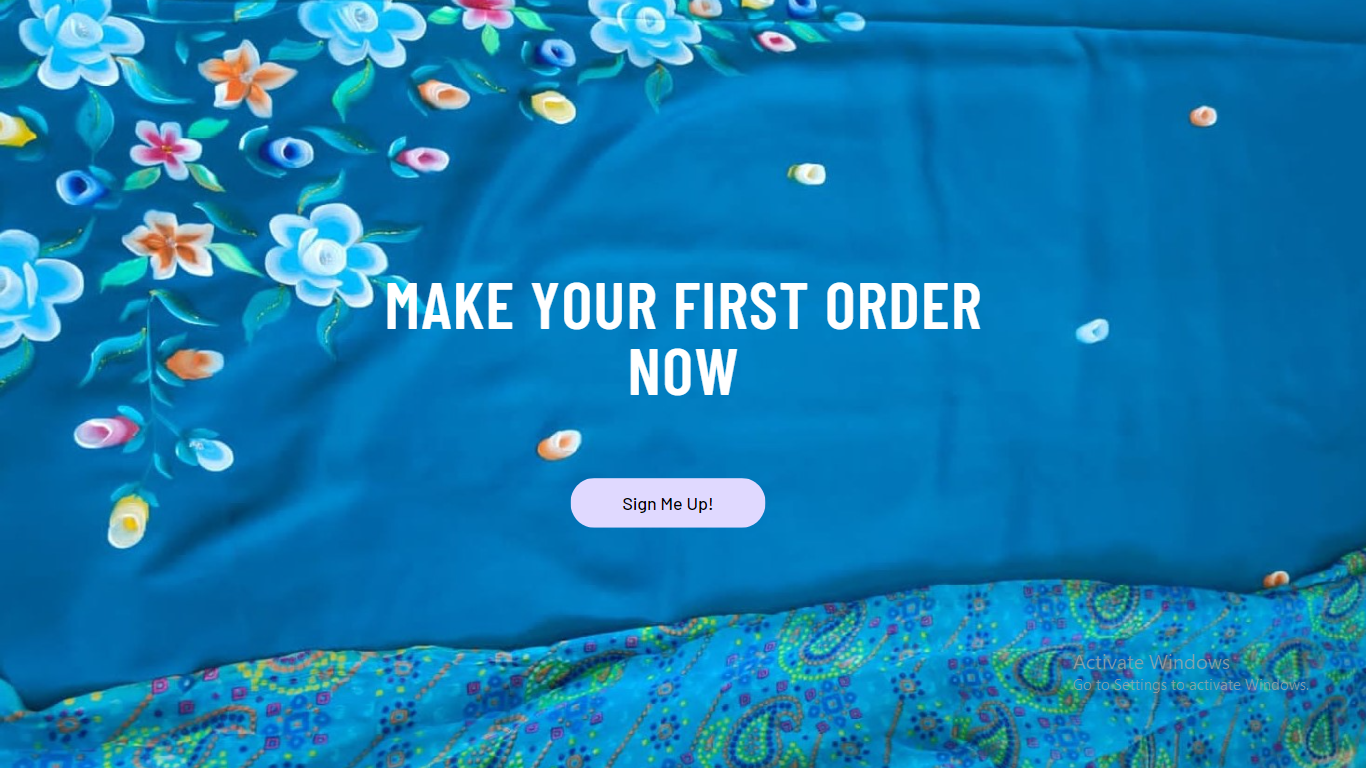 MAKE YOUR FIRST ORDER
NOW
Sign Me Up!
Activate Windows
Go to Settings to activate Windows.